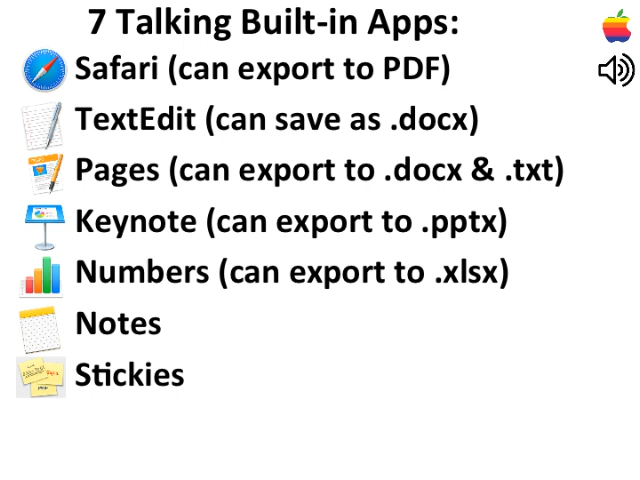 7 Talking Built-in Apps:
Safari (can export to PDF)
TextEdit (can save as .docx)
Pages (can export to .docx & .txt)
Keynote (can export to .pptx)
Numbers (can export to .xlsx)
Notes
Stickies